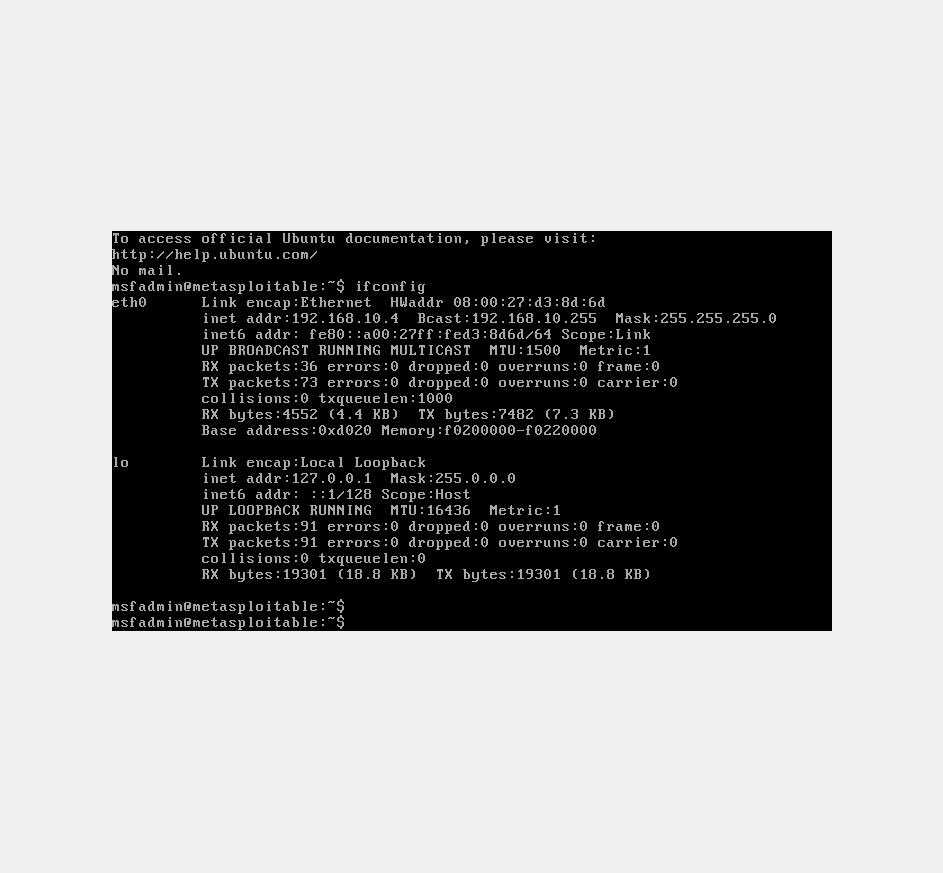 To access official Ubuntu documentation, please visit:
http://help.ubuntu.com/
No mail.
msfadmin@metasploitable:~$ ifconfig
eth0      Link encap:Ethernet  HWaddr 08:00:27:d3:8d:6d
          inet addr:192.168.10.4  Bcast:192.168.10.255  Mask:255.255.255.0
          inet6 addr: fe80::a00:27ff:fed3:8d6d/64 Scope:Link
          UP BROADCAST RUNNING MULTICAST  MTU:1500  Metric:1
          RX packets:36 errors:0 dropped:0 overruns:0 frame:0
          TX packets:73 errors:0 dropped:0 overruns:0 carrier:0
          collisions:0 txqueuelen:1000
          RX bytes:4552 (4.4 KB)  TX bytes:7482 (7.3 KB)
          Base address:0xd020 Memory:f0200000-f0220000

lo        Link encap:Local Loopback
          inet addr:127.0.0.1  Mask:255.0.0.0
          inet6 addr: ::1/128 Scope:Host
          UP LOOPBACK RUNNING  MTU:16436  Metric:1
          RX packets:91 errors:0 dropped:0 overruns:0 frame:0
          TX packets:91 errors:0 dropped:0 overruns:0 carrier:0
          collisions:0 txqueuelen:0
          RX bytes:19301 (18.8 KB)  TX bytes:19301 (18.8 KB)

msfadmin@metasploitable:~$
msfadmin@metasploitable:~$